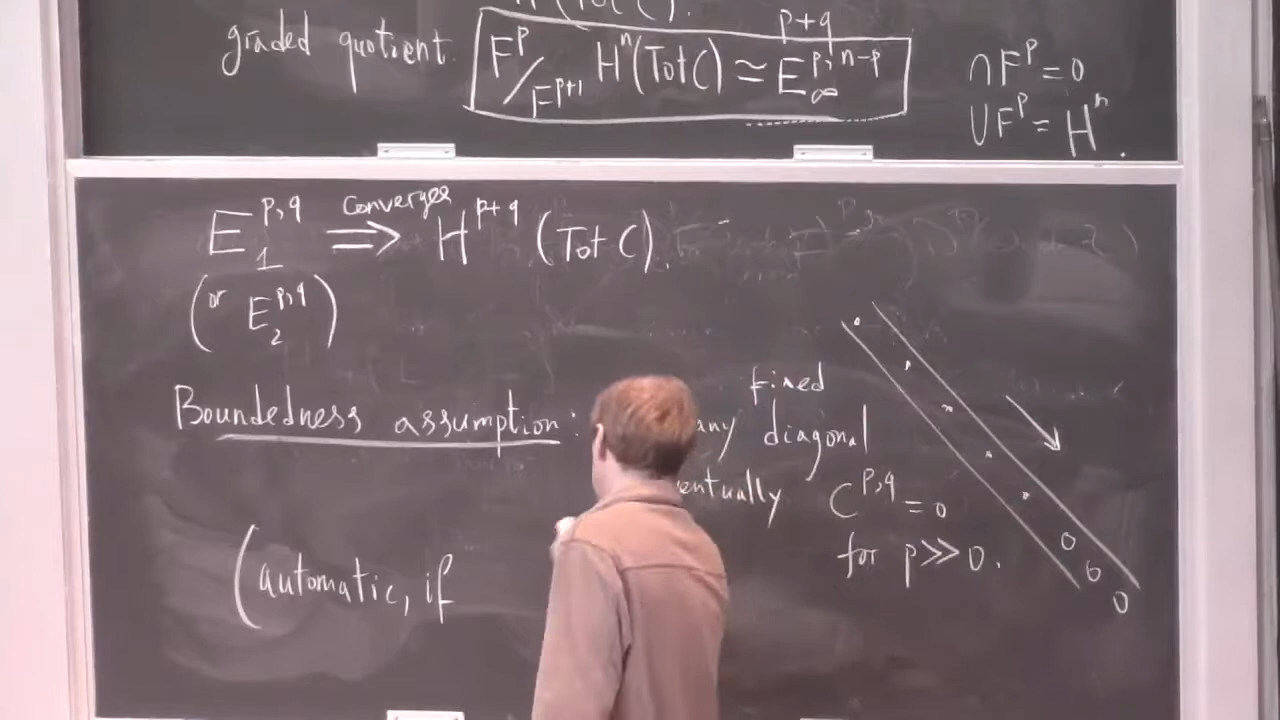 H (Tot C).
graded quotient. F^p/F^{p+1} H^n(Tot C) ≃ E_∞^{p, n-p}
p+q
∩F^p = 0
∪F^p = H^n.
E_1^{p,q} ⇒ H^{p+q} (Tot C)
Converges
(or E_2^{p,q})
Boundedness assumption: any fixed diagonal
C^{p,q} = 0
for p ≫ 0.
(automatic, if
0
0
0